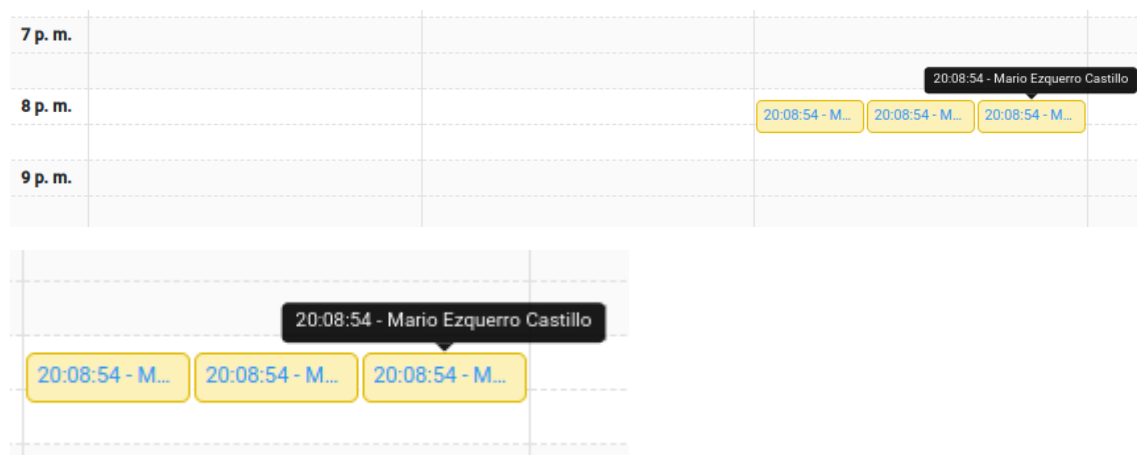 7 p. m.
20:08:54 - Mario Ezquerro Castillo
8 p. m.
20:08:54 - M... 20:08:54 - M... 20:08:54 - M...
9 p. m.
20:08:54 - Mario Ezquerro Castillo
20:08:54 - M... 20:08:54 - M... 20:08:54 - M...